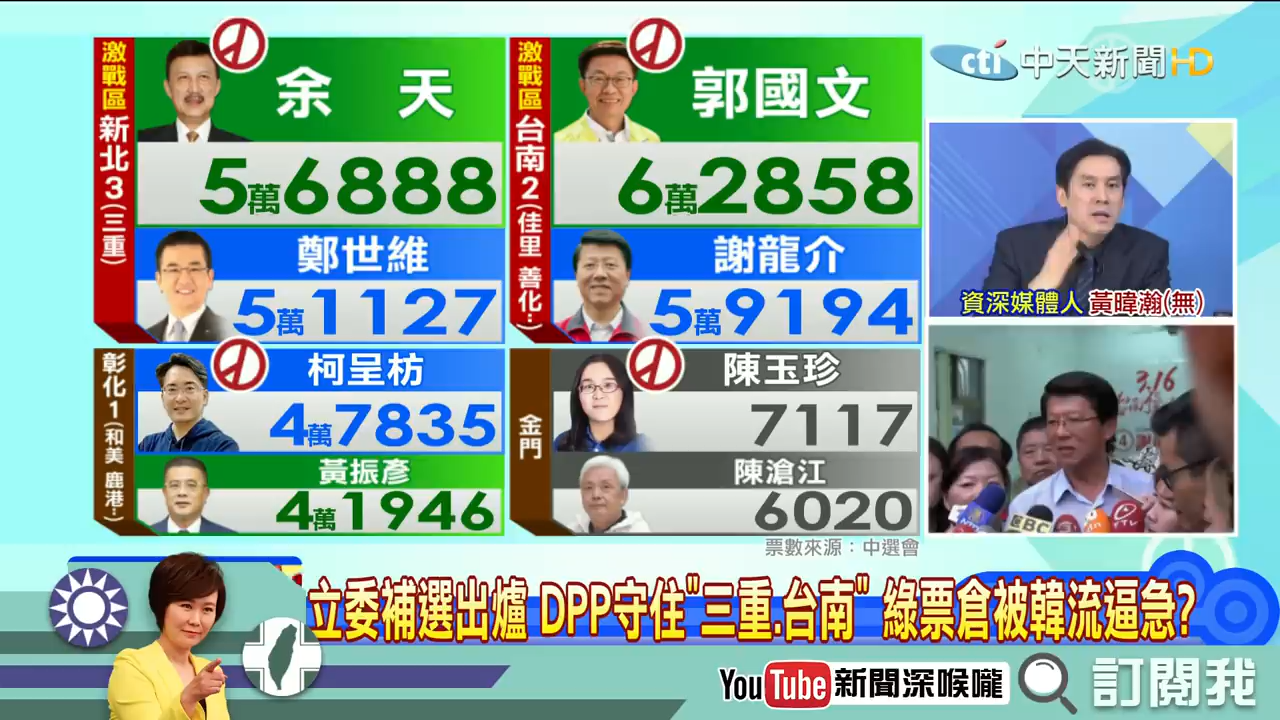 激戰區 新北3(三重)
余 天
5萬6888
鄭世維
5萬1127
激戰區 台南2(佳里 善化‥)
郭國文
6萬2858
謝龍介
5萬9194
彰化1(和美 鹿港‥)
柯呈枋
4萬7835
黃振彥
4萬1946
金門
陳玉珍
7117
陳滄江
6020
票數來源：中選會
cti 中天新聞HD
資深媒體人 黃暐瀚(無)
3.16
EBC
立委補選出爐 DPP守住"三重.台南" 綠票倉被韓流逼急?
YouTube 新聞深喉嚨 訂閱我